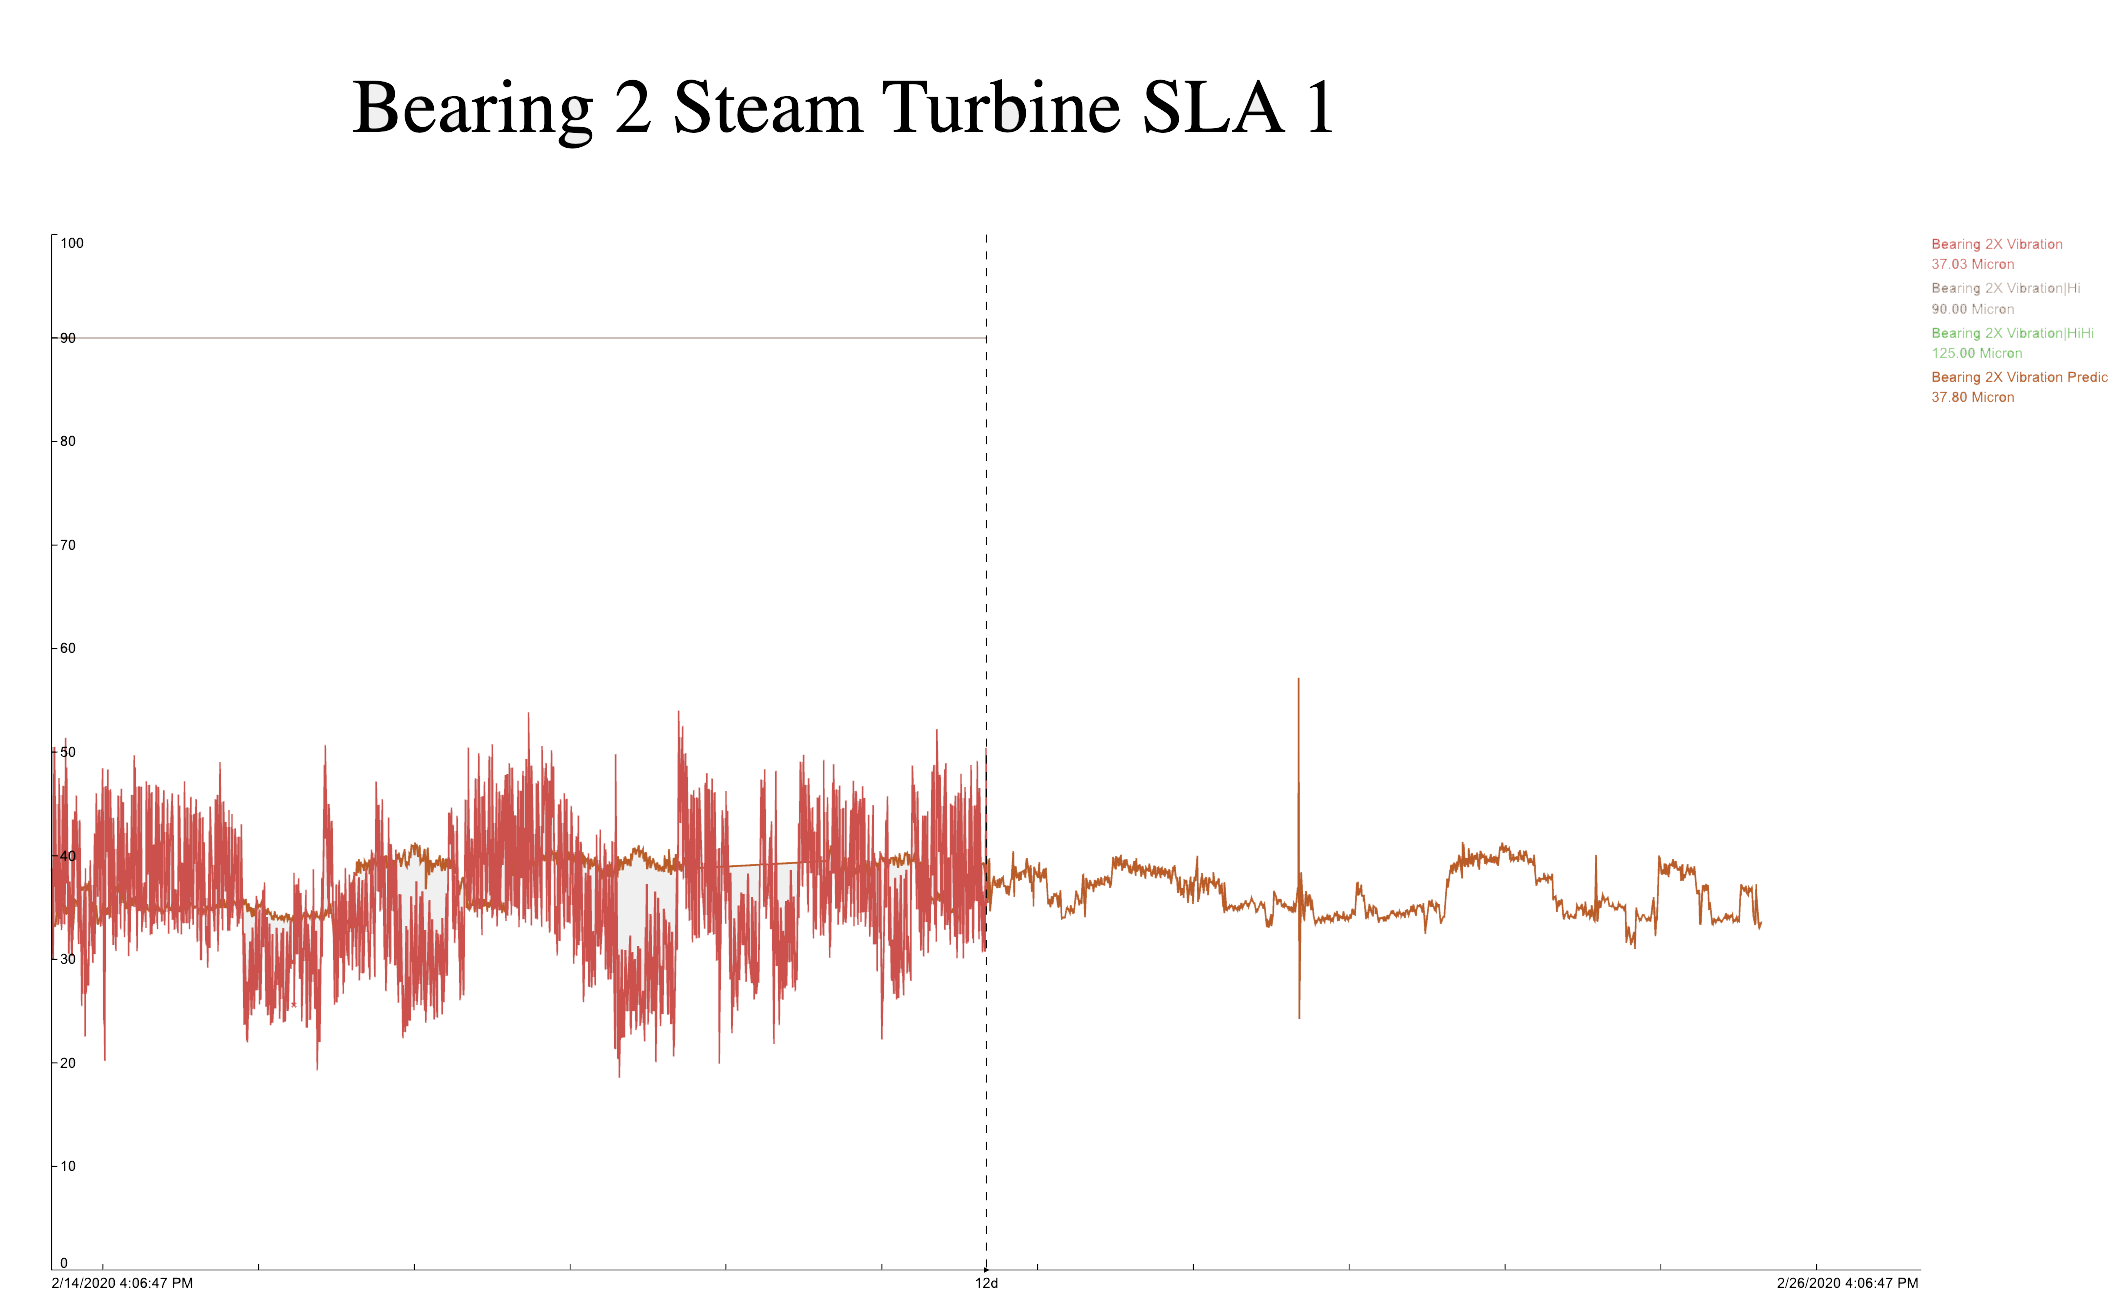 Bearing 2 Steam Turbine SLA 1
100
90
80
70
60
50
40
30
20
10
0
2/14/2020 4:06:47 PM
12d
2/26/2020 4:06:47 PM
Bearing 2X Vibration
37.03 Micron
Bearing 2X Vibration|Hi
90.00 Micron
Bearing 2X Vibration|HiHi
125.00 Micron
Bearing 2X Vibration Predic
37.80 Micron